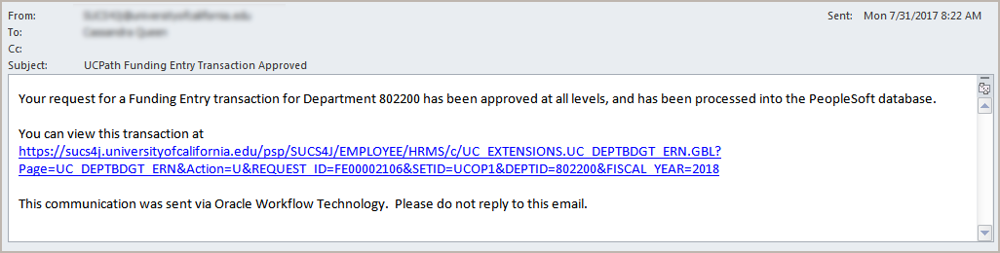 From:
Sent: Mon 7/31/2017 8:22 AM
To:
Cc:
Subject: UCPath Funding Entry Transaction Approved
Your request for a Funding Entry transaction for Department 802200 has been approved at all levels, and has been processed into the PeopleSoft database.
You can view this transaction at
https://sucs4j.universityofcalifornia.edu/psp/SUCS4J/EMPLOYEE/HRMS/c/UC_EXTENSIONS.UC_DEPTBDGT_ERN.GBL?
Page=UC_DEPTBDGT_ERN&Action=U&REQUEST_ID=FE00002106&SETID=UCOP1&DEPTID=802200&FISCAL_YEAR=2018
This communication was sent via Oracle Workflow Technology.  Please do not reply to this email.